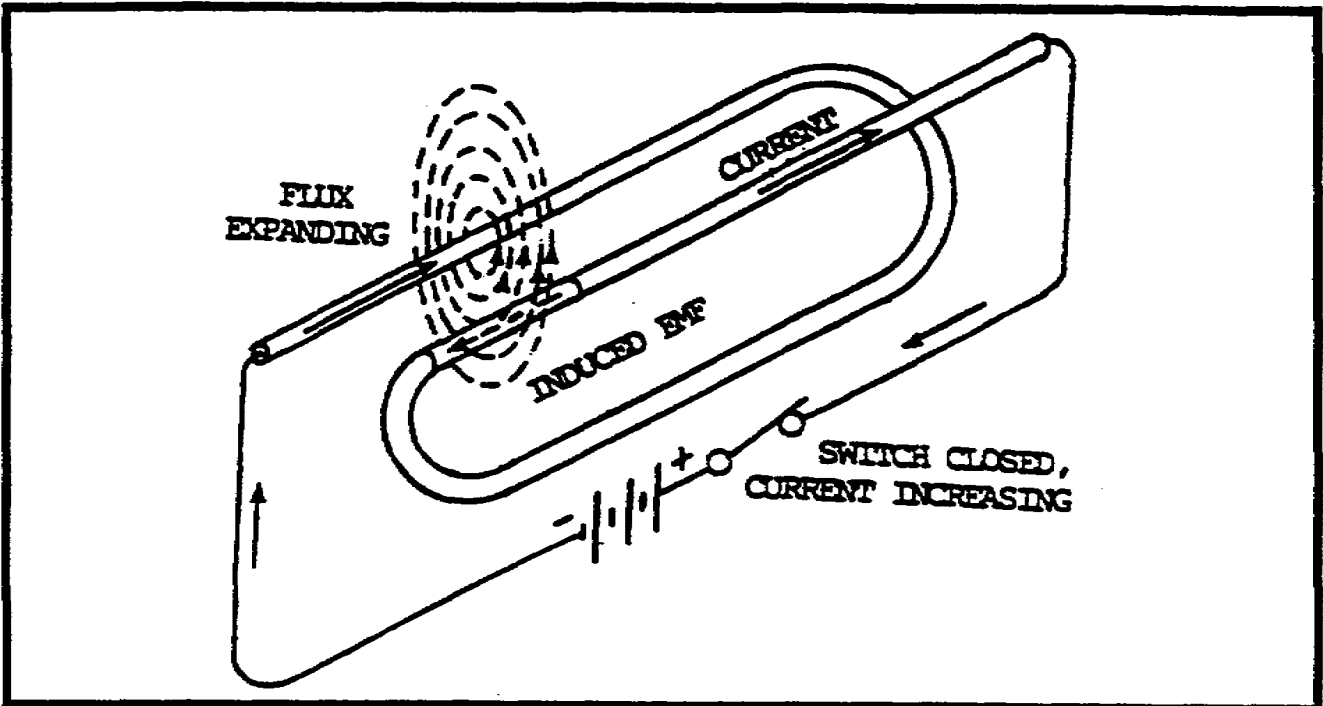 FLUX
EXPANDING
CURRENT
INDUCED EMF
+
-
SWITCH CLOSED,
CURRENT INCREASING